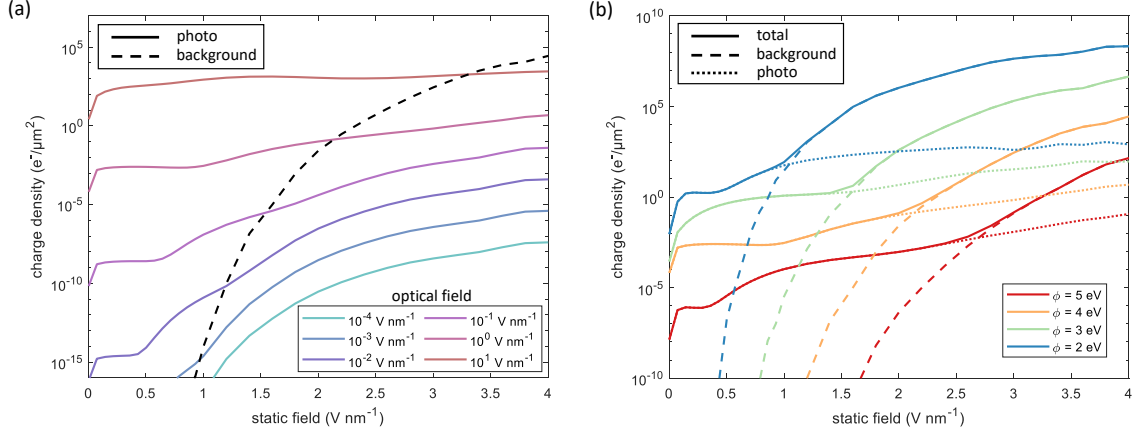 (a)
photo
background
10⁵
10⁰
10⁻⁵
10⁻¹⁰
10⁻¹⁵
charge density (e⁻/μm²)
optical field
10⁻⁴ V nm⁻¹ 10⁻¹ V nm⁻¹
10⁻³ V nm⁻¹ 10⁰ V nm⁻¹
10⁻² V nm⁻¹ 10¹ V nm⁻¹
0 0.5 1 1.5 2 2.5 3 3.5 4
static field (V nm⁻¹)
(b)
total
background
photo
10¹⁰
10⁵
10⁰
10⁻⁵
10⁻¹⁰
charge density (e⁻/μm²)
ϕ = 5 eV
ϕ = 4 eV
ϕ = 3 eV
ϕ = 2 eV
0 0.5 1 1.5 2 2.5 3 3.5 4
static field (V nm⁻¹)